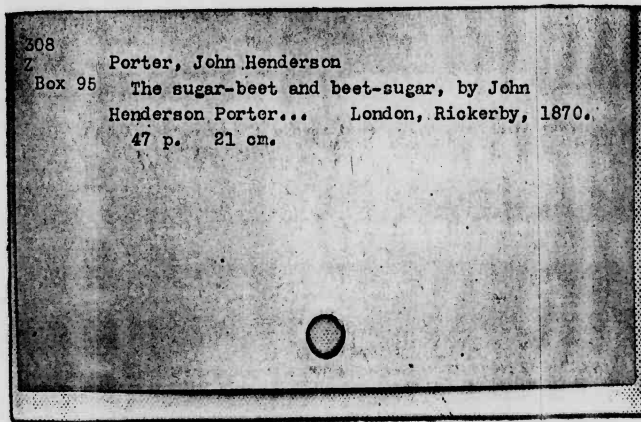 308
Z Porter, John Henderson
Box 95 The sugar-beet and beet-sugar, by John
Henderson Porter... London, Rickerby, 1870.
47 p. 21 cm.